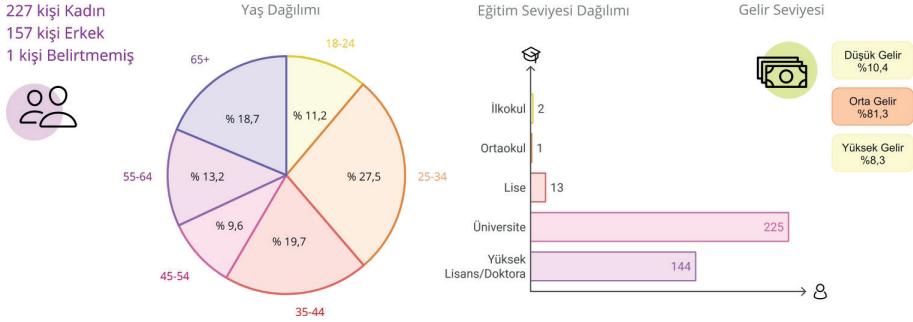 227 kişi Kadın
157 kişi Erkek
1 kişi Belirtmemiş
Yaş Dağılımı
18-24
% 11,2
25-34
% 27,5
35-44
% 19,7
45-54
% 9,6
55-64
% 13,2
65+
% 18,7
Eğitim Seviyesi Dağılımı
İlkokul
2
Ortaokul
1
Lise
13
Üniversite
225
Yüksek
Lisans/Doktora
144
Gelir Seviyesi
Düşük Gelir
%10,4
Orta Gelir
%81,3
Yüksek Gelir
%8,3